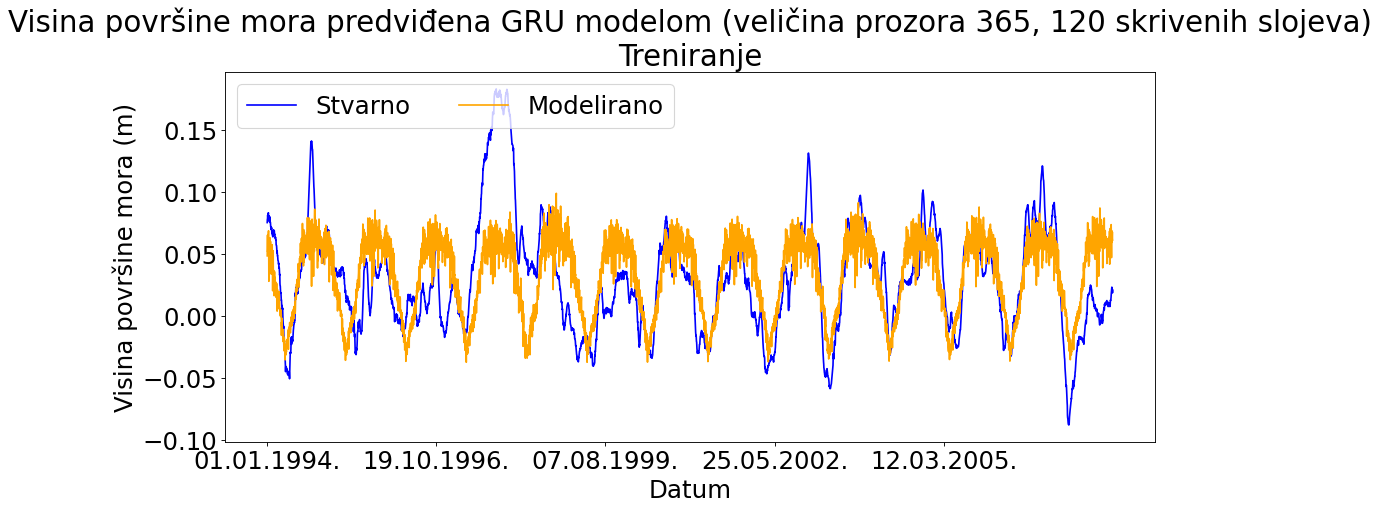 Visina površine mora predviđena GRU modelom (veličina prozora 365, 120 skrivenih slojeva)
Treniranje
Stvarno Modelirano
Visina površine mora (m)
0.15
0.10
0.05
0.00
−0.05
−0.10
01.01.1994. 19.10.1996. 07.08.1999. 25.05.2002. 12.03.2005.
Datum